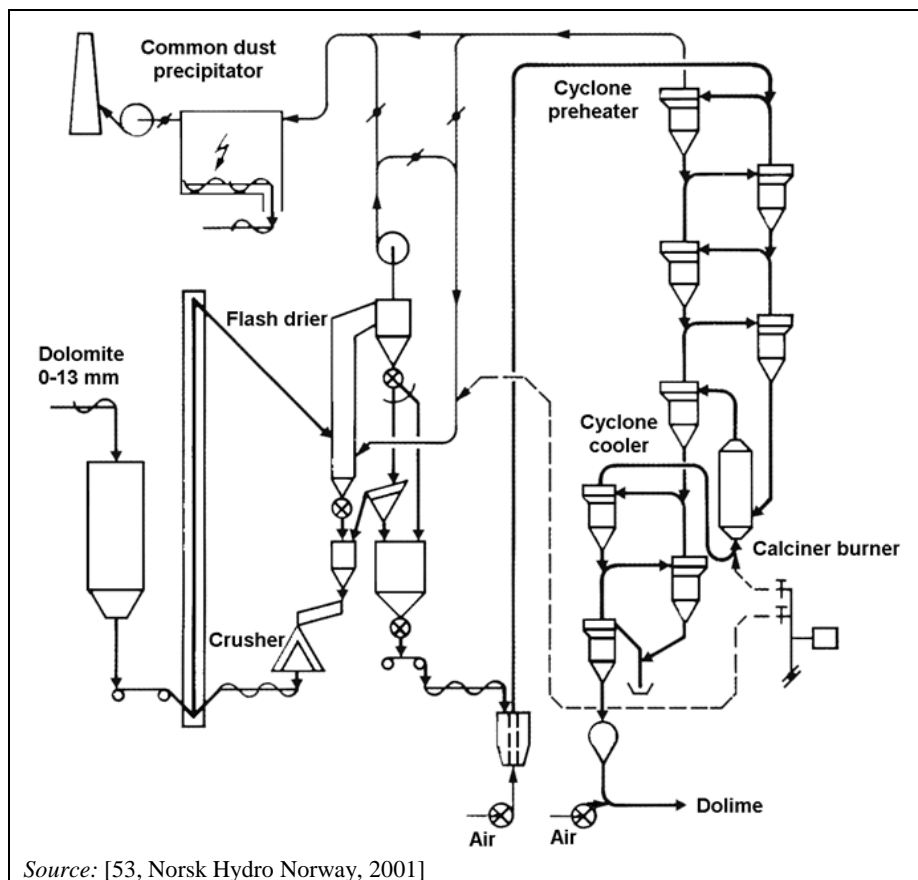 Common dust
precipitator
Cyclone
preheater
Flash drier
Dolomite
0-13 mm
Cyclone
cooler
Calciner burner
Crusher
Air
Air
Dolime
Source: [53, Norsk Hydro Norway, 2001]